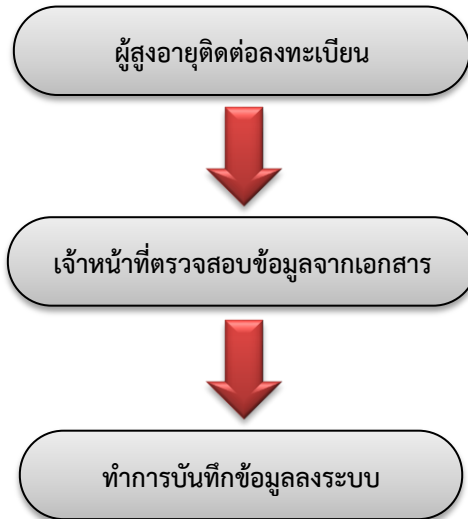 ผู้สูงอายุติดต่อลงทะเบียน
เจ้าหน้าที่ตรวจสอบข้อมูลจากเอกสาร
ทำการบันทึกข้อมูลลงระบบ